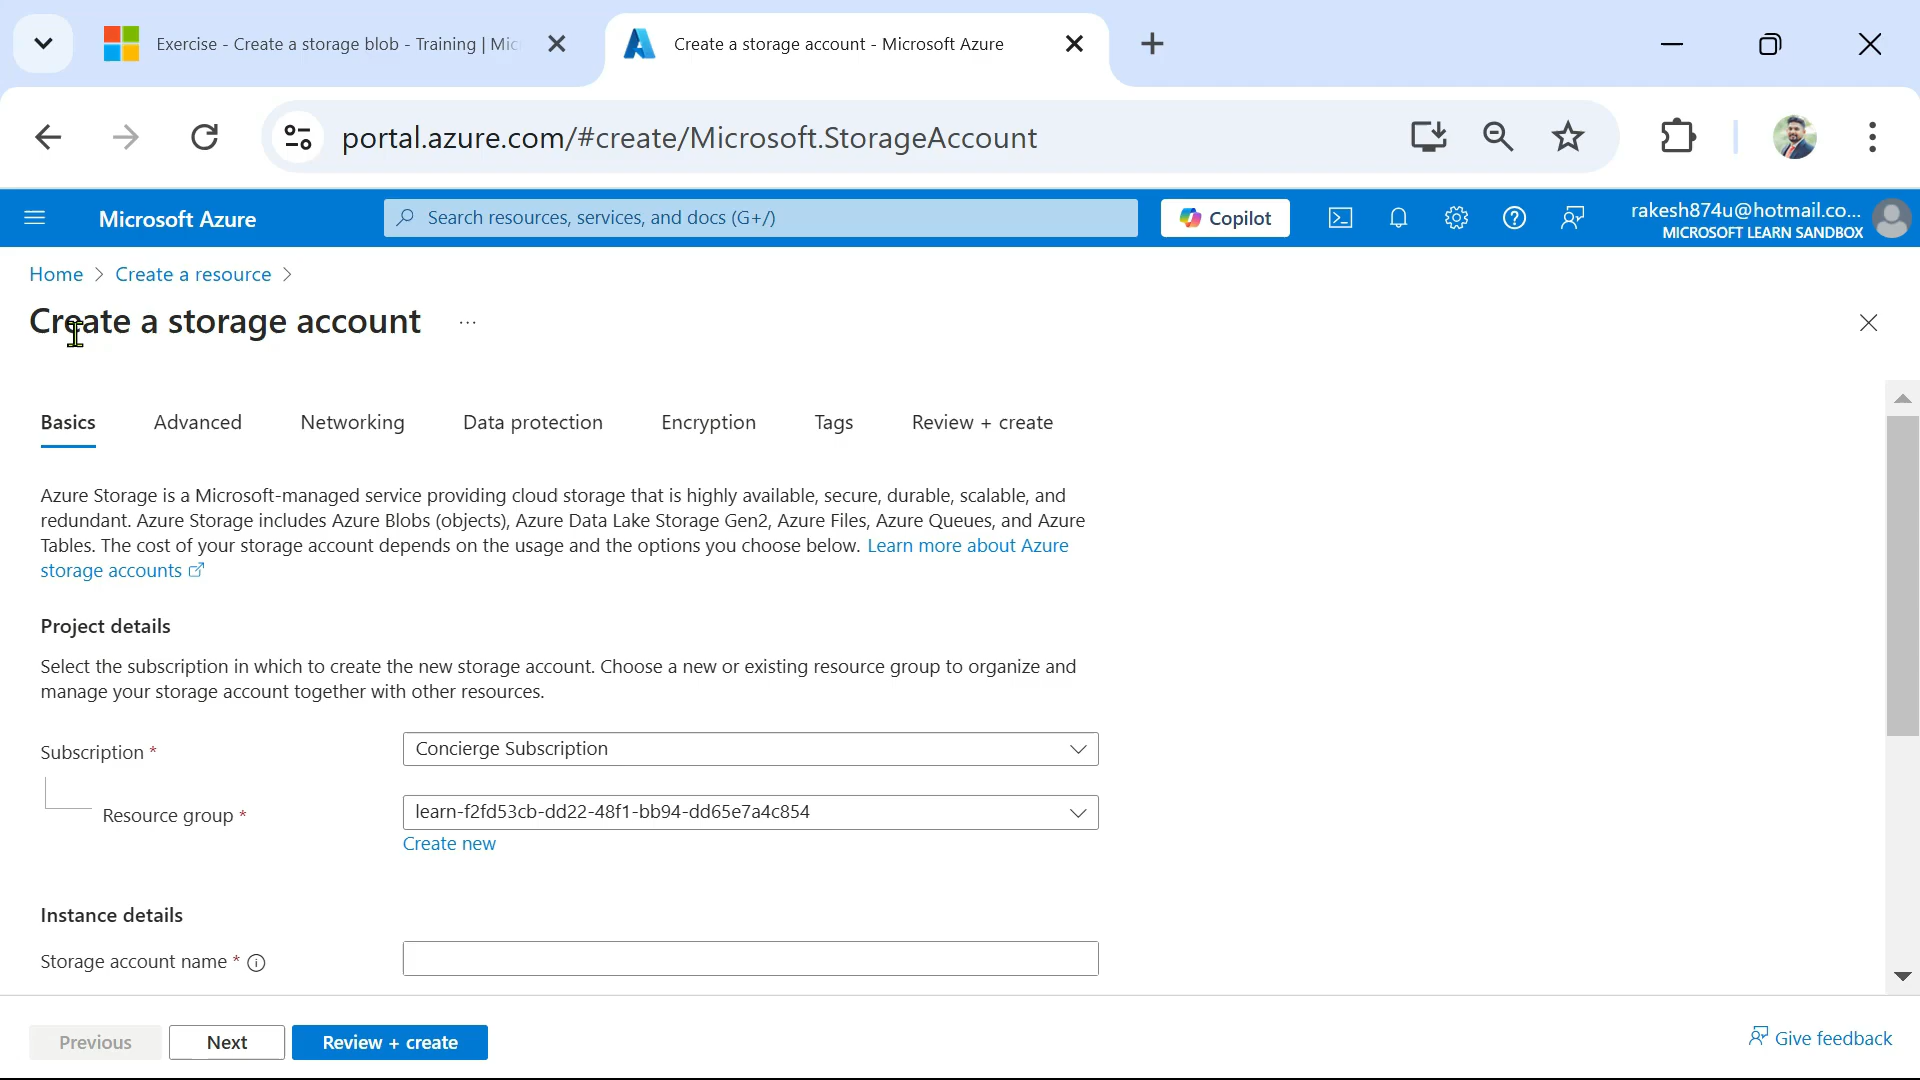 Exercise - Create a storage blob - Training | Mic
Create a storage account - Microsoft Azure
portal.azure.com/#create/Microsoft.StorageAccount
Microsoft Azure
Search resources, services, and docs (G+/)
Copilot
rakesh874u@hotmail.co...
MICROSOFT LEARN SANDBOX
Home > Create a resource >
Create a storage account ...
Basics Advanced Networking Data protection Encryption Tags Review + create
Azure Storage is a Microsoft-managed service providing cloud storage that is highly available, secure, durable, scalable, and
redundant. Azure Storage includes Azure Blobs (objects), Azure Data Lake Storage Gen2, Azure Files, Azure Queues, and Azure
Tables. The cost of your storage account depends on the usage and the options you choose below. Learn more about Azure
storage accounts
Project details
Select the subscription in which to create the new storage account. Choose a new or existing resource group to organize and
manage your storage account together with other resources.
Subscription *
Concierge Subscription
Resource group *
learn-f2fd53cb-dd22-48f1-bb94-dd65e7a4c854
Create new
Instance details
Storage account name *
Previous
Next
Review + create
Give feedback